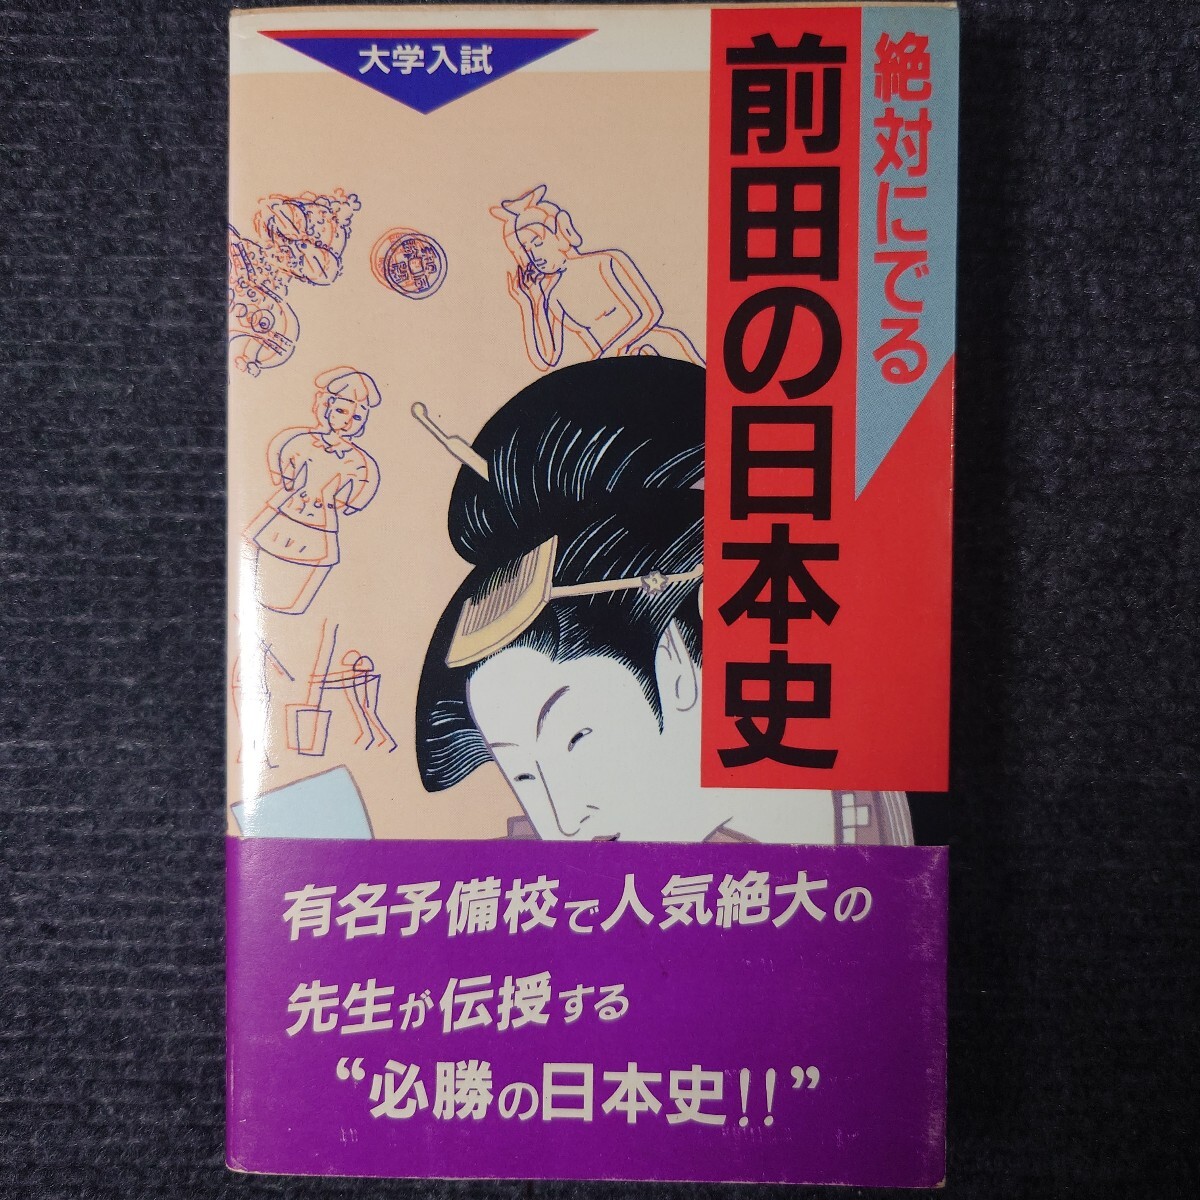 大学入試
絶対にでる
前田の日本史
有名予備校で人気絶大の
先生が伝授する
“必勝の日本史!!”